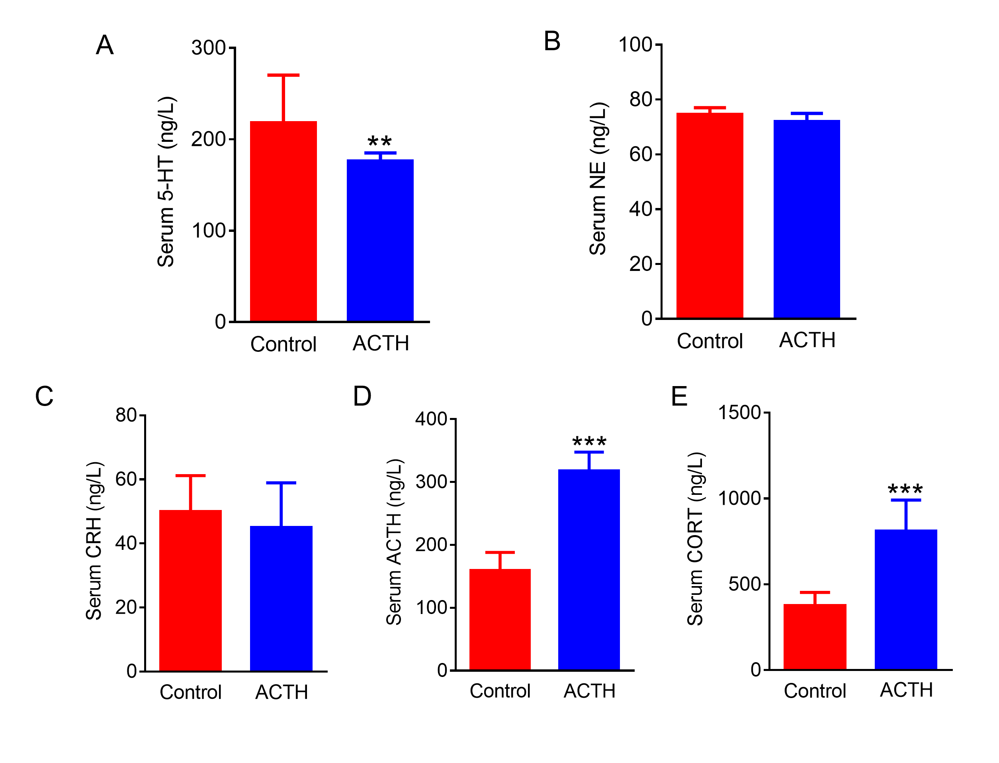 A
Serum 5-HT (ng/L)
300
200
100
0
**
Control
ACTH
B
Serum NE (ng/L)
100
80
60
40
20
0
Control
ACTH
C
Serum CRH (ng/L)
80
60
40
20
0
Control
ACTH
D
Serum ACTH (ng/L)
400
300
200
100
0
***
Control
ACTH
E
Serum CORT (ng/L)
1500
1000
500
0
***
Control
ACTH